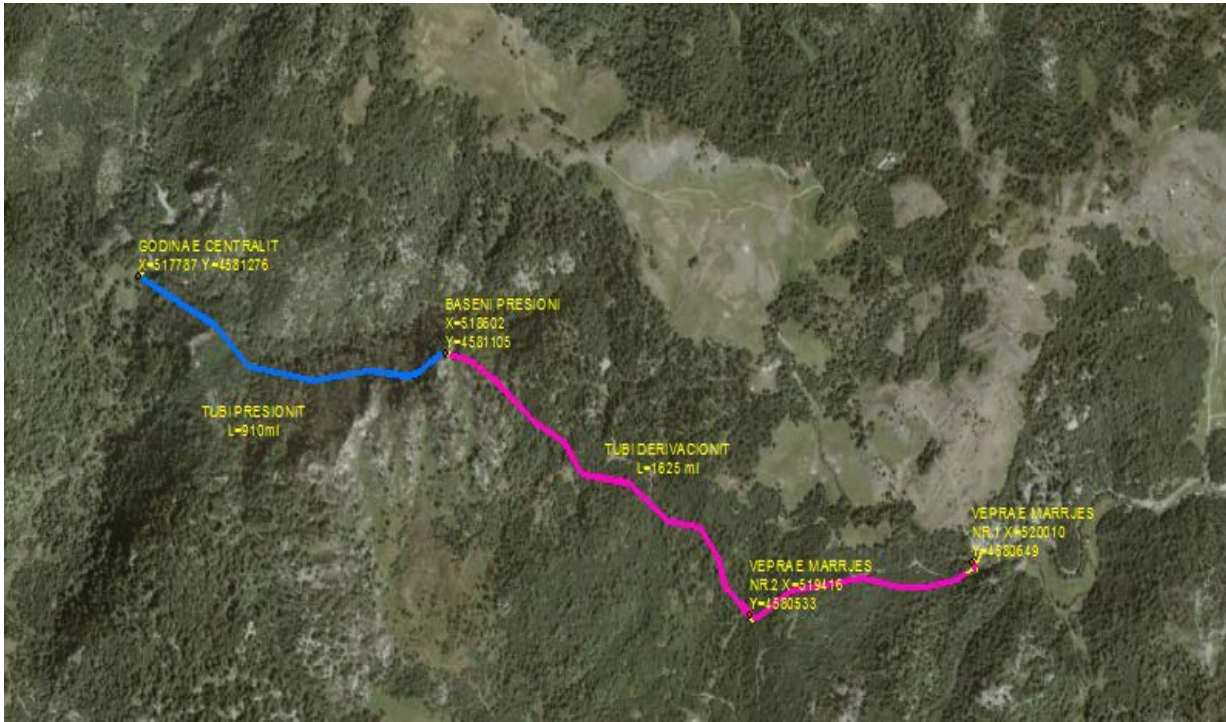 GODINA E CENTRALIT
X=517787 Y=4581276
BASENI PRESIONI
X=518602
Y=4581105
TUBI PRESIONIT
L=910ml
TUBI DERIVACIONIT
L=1625 ml
VEPRA E MARRJES
NR.1 X=520010
Y=4580649
VEPRA E MARRJES
NR.2 X=519416
Y=4580533